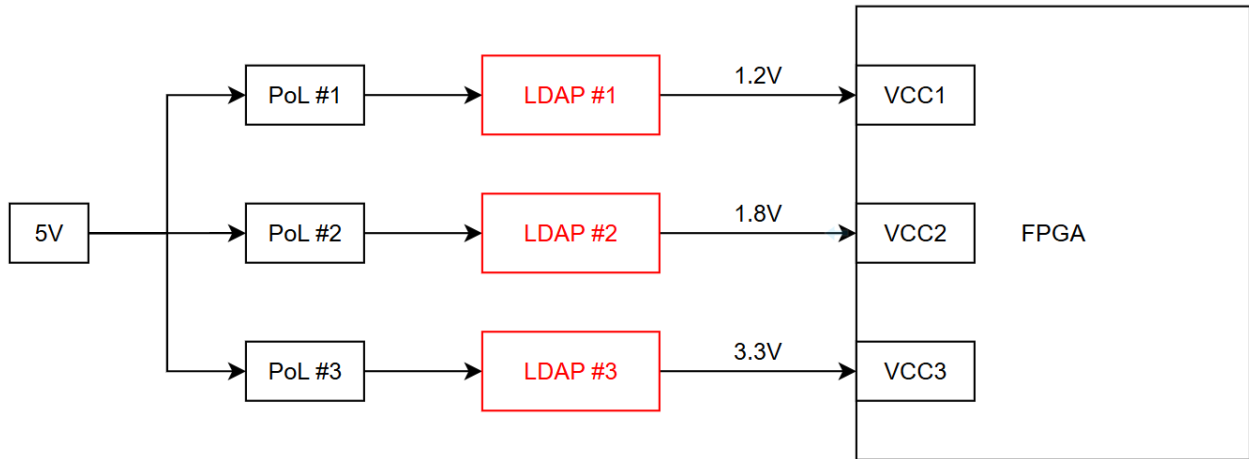 PoL #1
LDAP #1
1.2V
VCC1
5V
PoL #2
LDAP #2
1.8V
VCC2
FPGA
PoL #3
LDAP #3
3.3V
VCC3